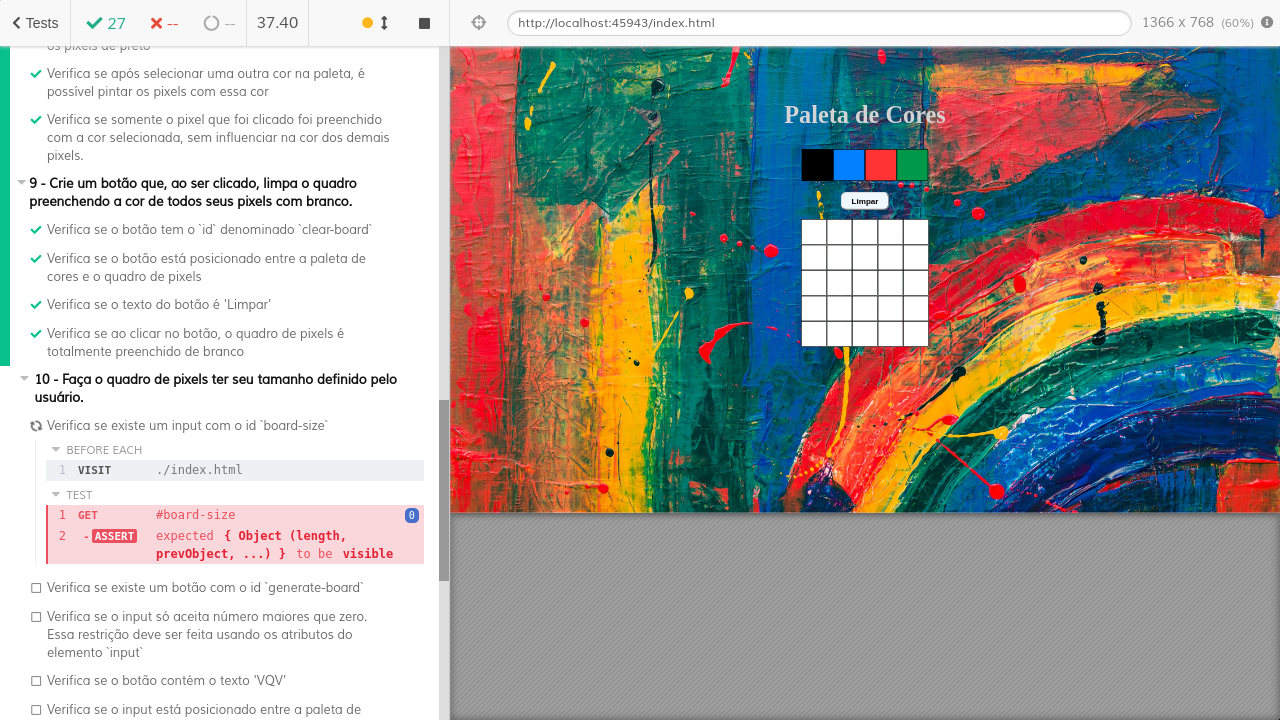 Tests
27
--
--
37.40
http://localhost:45943/index.html
1366 x 768 (60%)
os pixels de preto
Verifica se após selecionar uma outra cor na paleta, é
possível pintar os pixels com essa cor
Verifica se somente o pixel que foi clicado foi preenchido
com a cor selecionada, sem influenciar na cor dos demais
pixels.
9 - Crie um botão que, ao ser clicado, limpa o quadro
preenchendo a cor de todos seus pixels com branco.
Verifica se o botão tem o `id` denominado `clear-board`
Verifica se o botão está posicionado entre a paleta de
cores e o quadro de pixels
Verifica se o texto do botão é 'Limpar'
Verifica se ao clicar no botão, o quadro de pixels é
totalmente preenchido de branco
10 - Faça o quadro de pixels ter seu tamanho definido pelo
usuário.
Verifica se existe um input com o id `board-size`
BEFORE EACH
1 VISIT ./index.html
TEST
1 GET #board-size 0
2 -ASSERT expected { Object (length,
prevObject, ...) } to be visible
Verifica se existe um botão com o id `generate-board`
Verifica se o input só aceita número maiores que zero.
Essa restrição deve ser feita usando os atributos do
elemento `input`
Verifica se o botão contém o texto 'VQV'
Verifica se o input está posicionado entre a paleta de
Paleta de Cores
Limpar